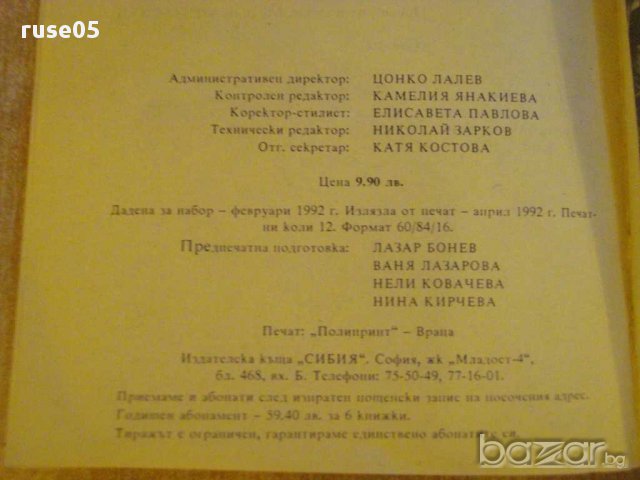 ruse05
Административен директор: ЦОНКО ЛАЛЕВ
Контролен редактор: КАМЕЛИЯ ЯНАКИЕВА
Коректор-стилист: ЕЛИСАВЕТА ПАВЛОВА
Технически редактор: НИКОЛАЙ ЗАРКОВ
Отг. секретар: КАТЯ КОСТОВА
Цена 9.90 лв.
Дадена за набор – февруари 1992 г. Излязла от печат – април 1992 г. Печат-
ни коли 12. Формат 60/84/16.
Предпечатна подготовка: ЛАЗАР БОНЕВ
ВАНЯ ЛАЗАРОВА
НЕЛИ КОВАЧЕВА
НИНА КИРЧЕВА
Печат: „Полипринт“ – Враца
Издателска къща „СИБИЯ“. София, жк „Младост-4“,
бл. 468, вх. Б. Телефони: 75-50-49, 77-16-01.
Приемаме и абонати след изпратен пощенски запис на посочения адрес.
Годишен абонамент – 59,40 лв. за 6 книжки.
Тиражът е ограничен, гарантираме единствено абонатите си.
bazar.bg